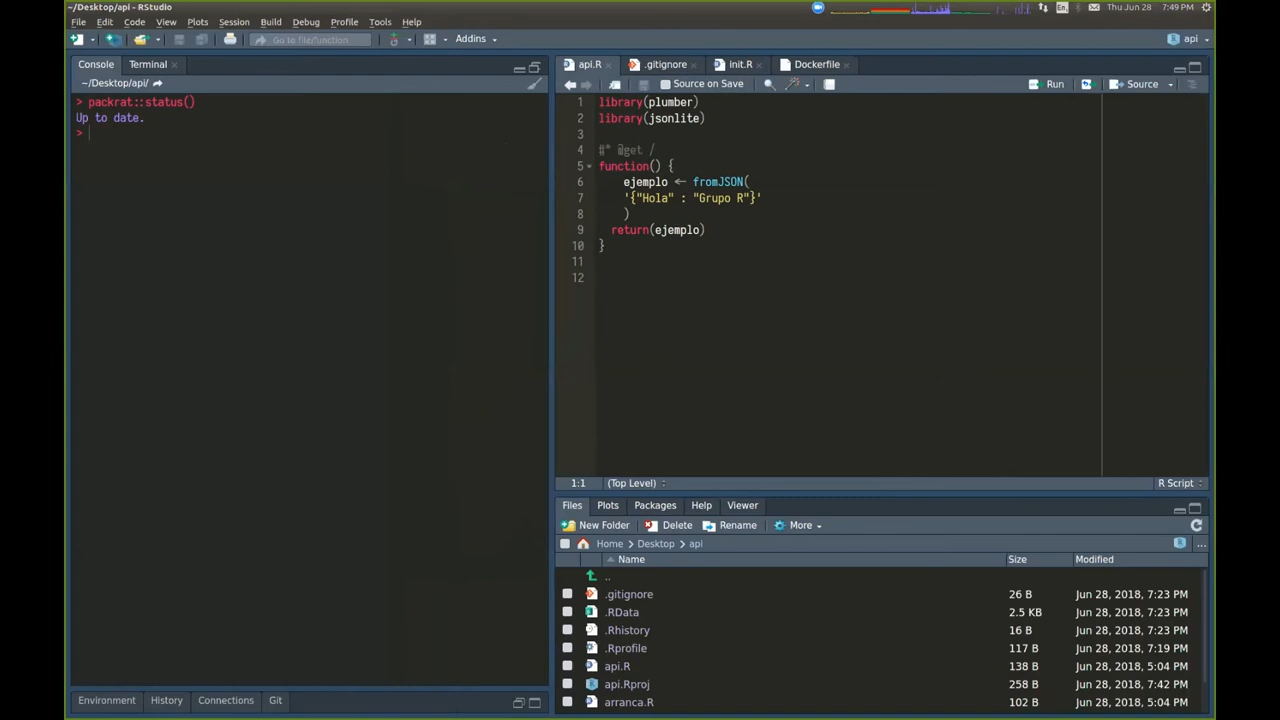 ~/Desktop/api - RStudio
En
Thu Jun 28 7:49 PM
File Edit Code View Plots Session Build Debug Profile Tools Help
Go to file/function Addins api
Console Terminal
~/Desktop/api/
> packrat::status()
Up to date.
>
api.R .gitignore init.R Dockerfile
Source on Save Run Source
1 library(plumber)
2 library(jsonlite)
3
4 #* @get /
5 function() {
6 ejemplo <- fromJSON(
7 '{"Hola" : "Grupo R"}'
8 )
9 return(ejemplo)
10 }
11
12
1:1 (Top Level) R Script
Files Plots Packages Help Viewer
New Folder Delete Rename More
Home Desktop api ...
Name Size Modified
..
.gitignore 26 B Jun 28, 2018, 7:23 PM
.RData 2.5 KB Jun 28, 2018, 7:23 PM
.Rhistory 16 B Jun 28, 2018, 7:23 PM
.Rprofile 117 B Jun 28, 2018, 7:19 PM
api.R 138 B Jun 28, 2018, 5:04 PM
api.Rproj 258 B Jun 28, 2018, 7:42 PM
arranca.R 102 B Jun 28, 2018, 5:04 PM
Environment History Connections Git